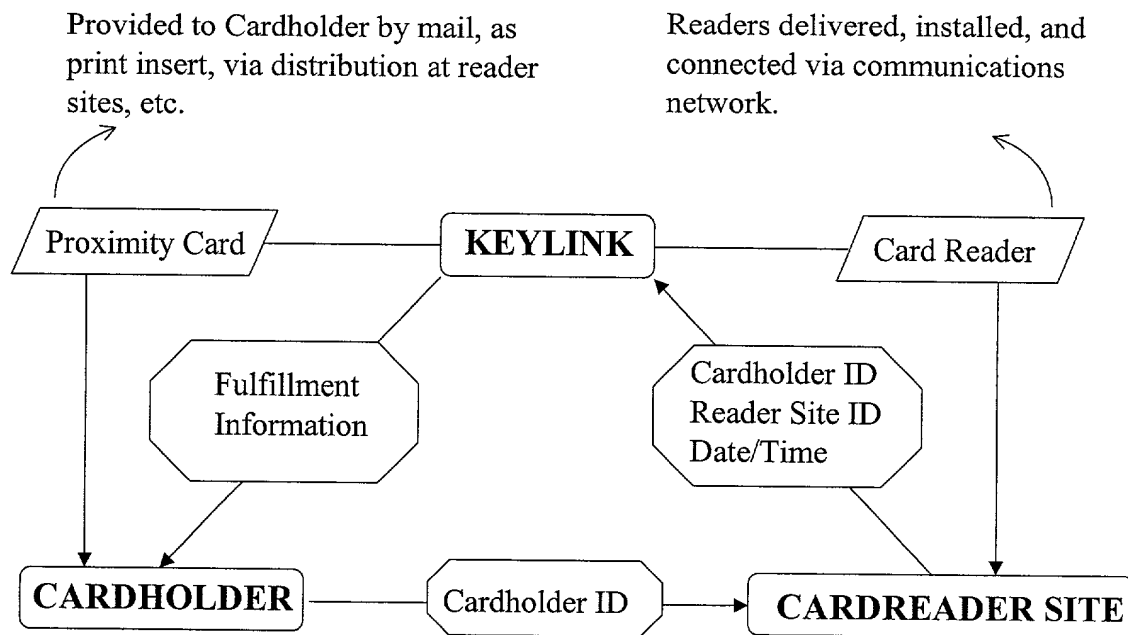 Provided to Cardholder by mail, as
print insert, via distribution at reader
sites, etc.
Readers delivered, installed, and
connected via communications
network.
Proximity Card
KEYLINK
Card Reader
Fulfillment
Information
Cardholder ID
Reader Site ID
Date/Time
CARDHOLDER
Cardholder ID
CARDREADER SITE